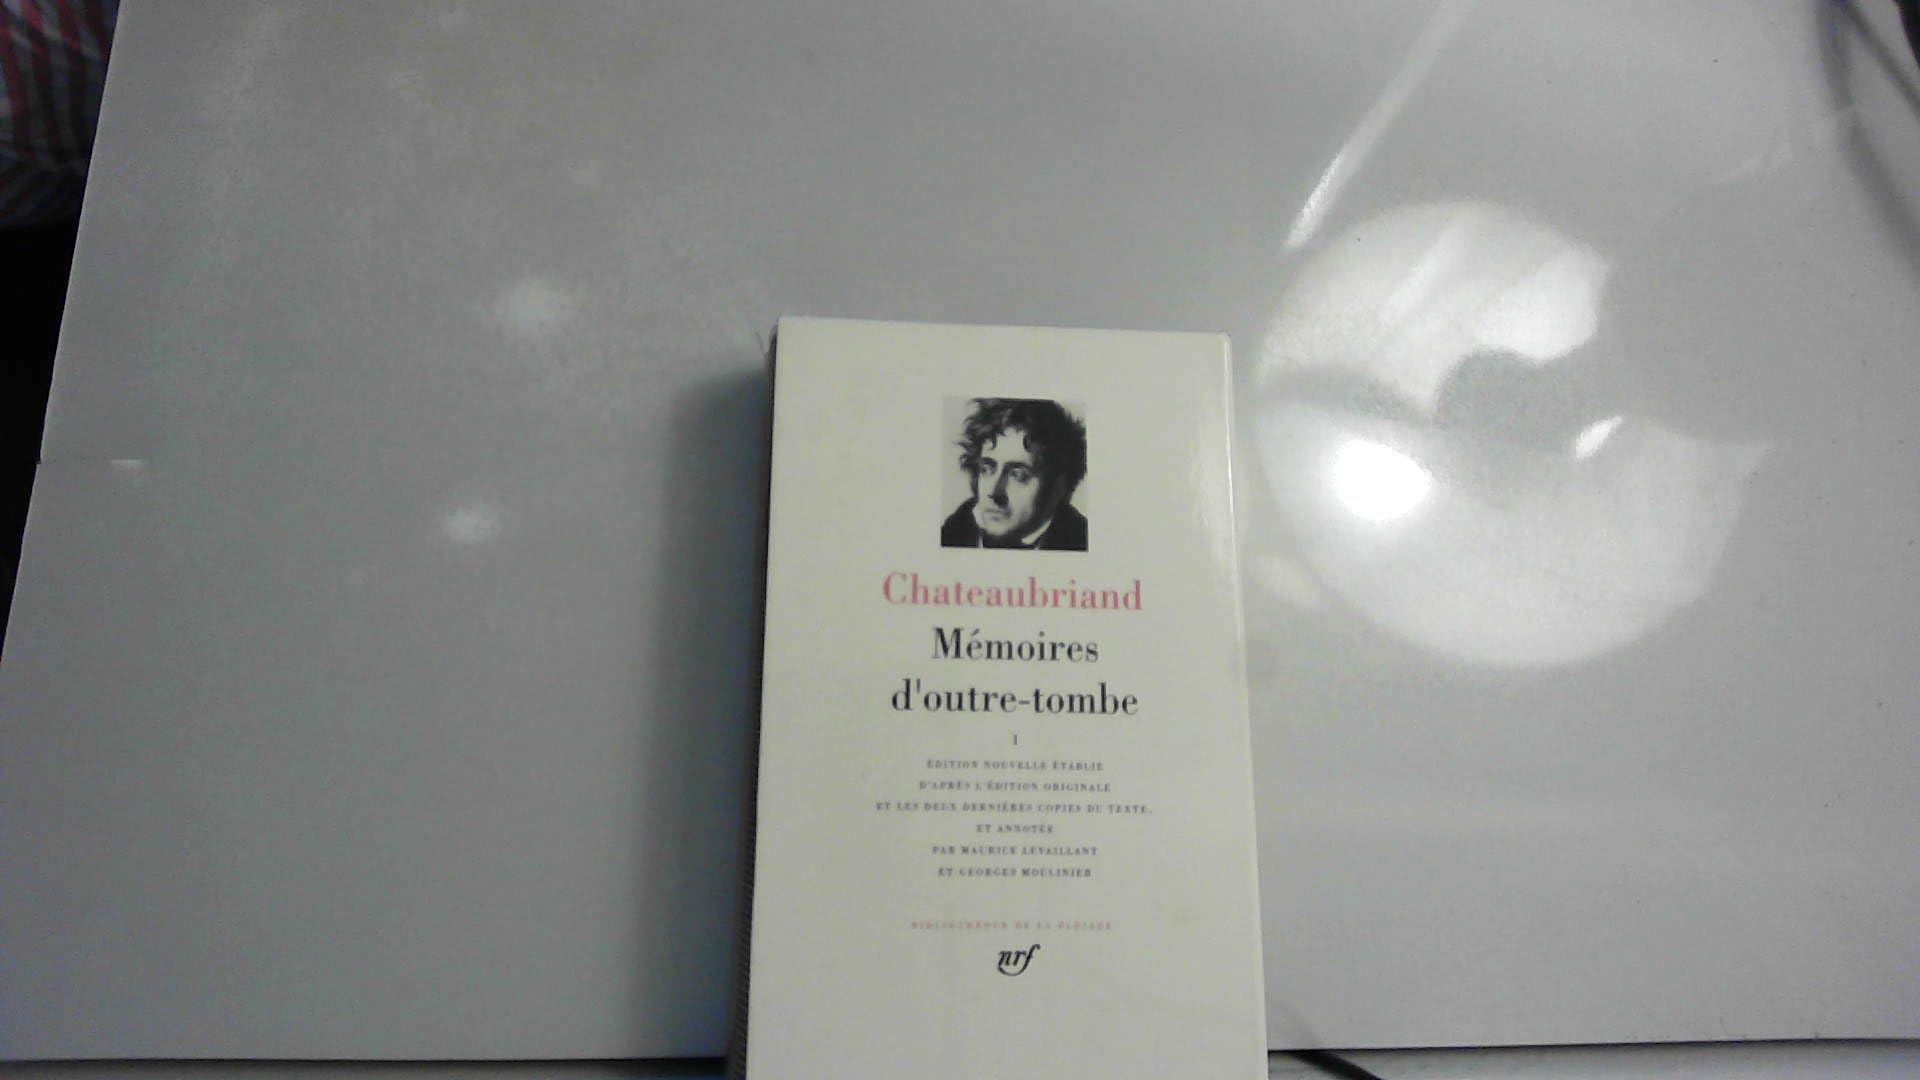 Chateaubriand
Mémoires
d'outre-tombe
I
ÉDITION NOUVELLE ÉTABLIE
D'APRÈS L'ÉDITION ORIGINALE
ET LES DEUX DERNIÈRES COPIES DU TEXTE,
ET ANNOTÉE
PAR MAURICE LEVAILLANT
ET GEORGES MOULINIER
BIBLIOTHÈQUE DE LA PLÉIADE
nrf